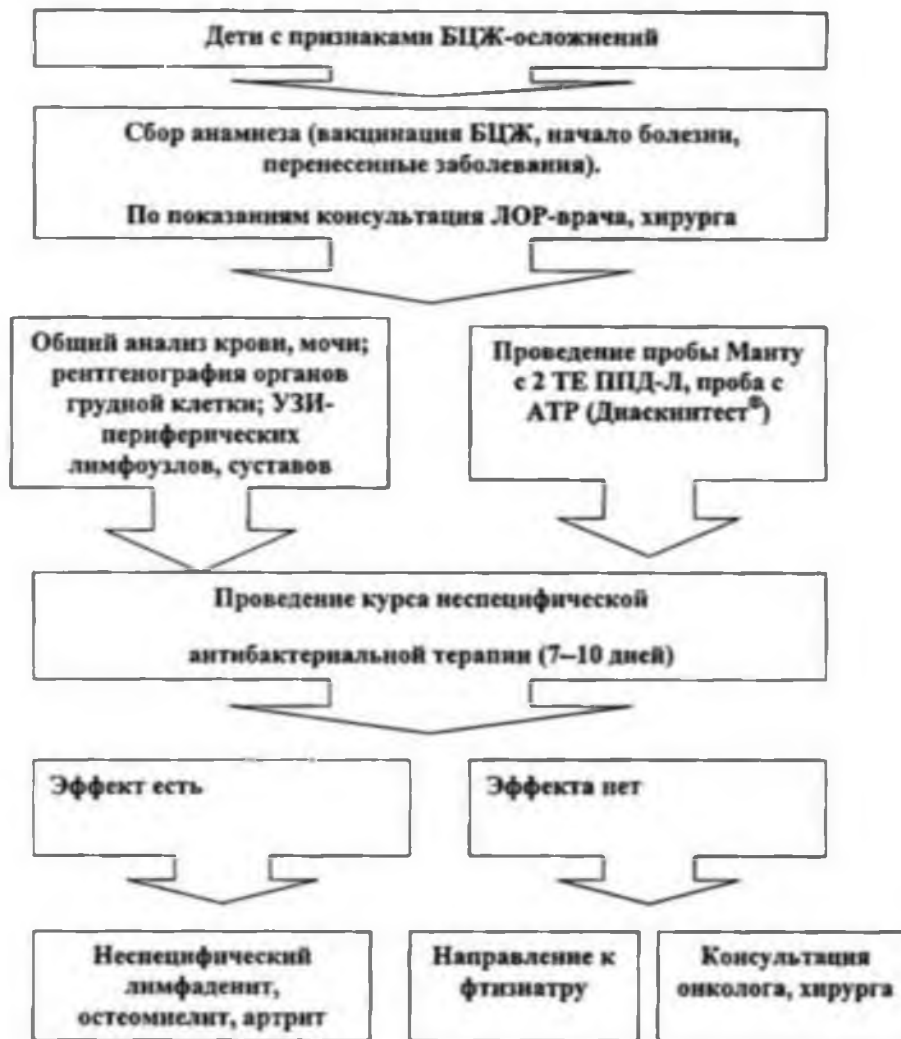 Дети с признаками БЦЖ-осложнений
Сбор анамнеза (вакцинация БЦЖ, начало болезни,
перенесенные заболевания).
По показаниям консультация ЛОР-врача, хирурга
Общий анализ крови, мочи;
рентгенография органов
грудной клетки; УЗИ-
периферических
лимфоузлов, суставов
Проведение пробы Манту
с 2 ТЕ ППД-Л, проба с
АТР (Диаскинтест®)
Проведение курса неспецифической
антибактериальной терапии (7–10 дней)
Эффект есть
Эффекта нет
Неспецифический
лимфаденит,
остеомиелит, артрит
Направление к
фтизиатру
Консультация
онколога, хирурга